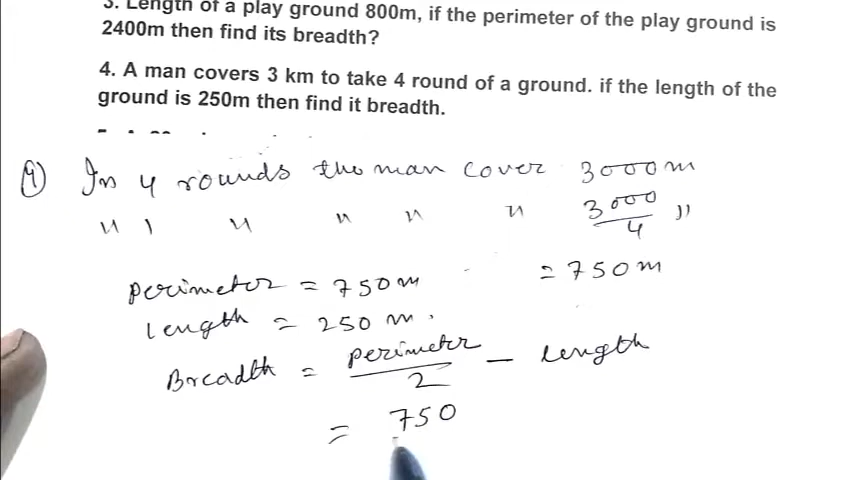 3. Length of a play ground 800m, if the perimeter of the play ground is
2400m then find its breadth?
4. A man covers 3 km to take 4 round of a ground. if the length of the
ground is 250m then find it breadth.
(4) In 4 rounds the man cover 3000m
" 1 " " " " 3000/4 "
= 750m
perimeter = 750m
length = 250 m.
Breadth = perimeter/2 - length
= 750